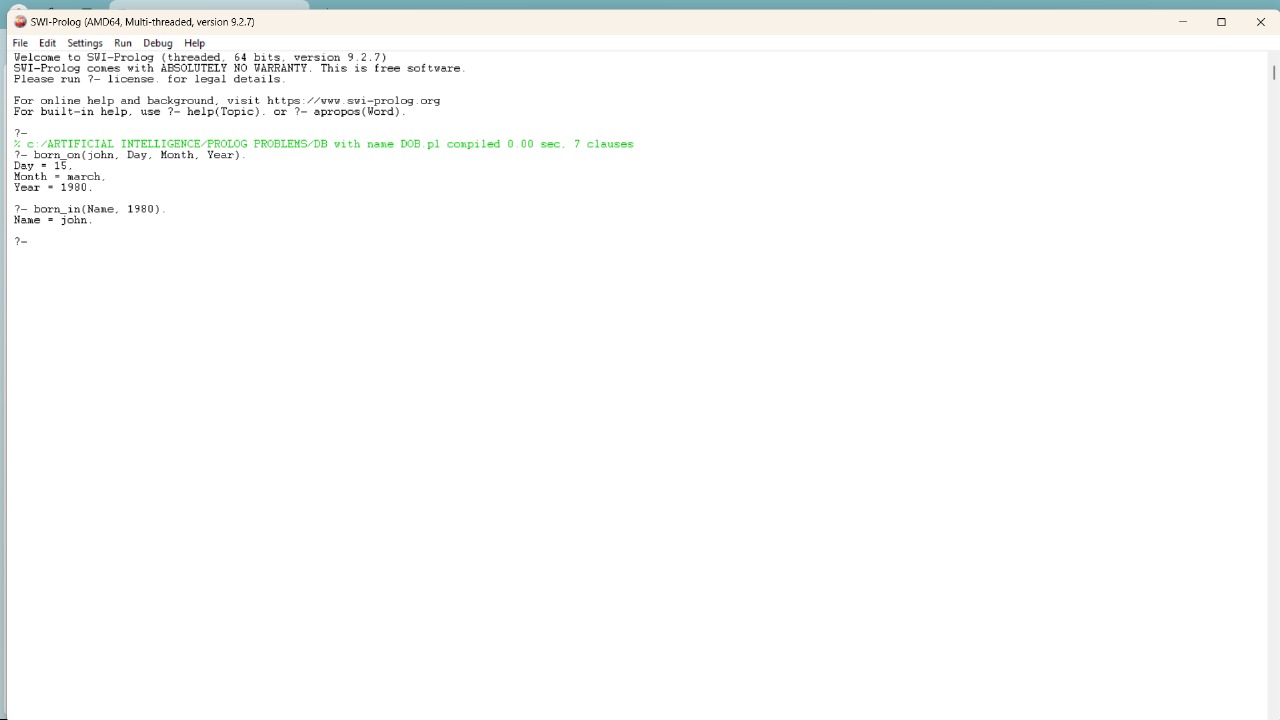 SWI-Prolog (AMD64, Multi-threaded, version 9.2.7)
File Edit Settings Run Debug Help
Welcome to SWI-Prolog (threaded, 64 bits, version 9.2.7)
SWI-Prolog comes with ABSOLUTELY NO WARRANTY. This is free software.
Please run ?- license. for legal details.
For online help and background, visit https://www.swi-prolog.org
For built-in help, use ?- help(Topic). or ?- apropos(Word).
?-
% c:/ARTIFICIAL INTELLIGENCE/PROLOG PROBLEMS/DB with name DOB.pl compiled 0.00 sec, 7 clauses
?- born_on(john, Day, Month, Year).
Day = 15,
Month = march,
Year = 1980.
?- born_in(Name, 1980).
Name = john.
?-